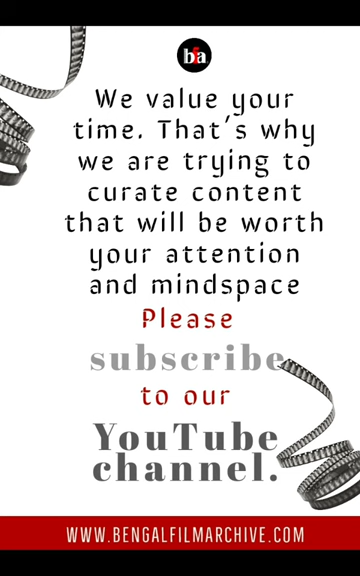 bfa
We value your
time. That's why
we are trying to
curate content
that will be worth
your attention
and mindspace
Please
subscribe
to our
YouTube
channel.
WWW.BENGALFILMARCHIVE.COM